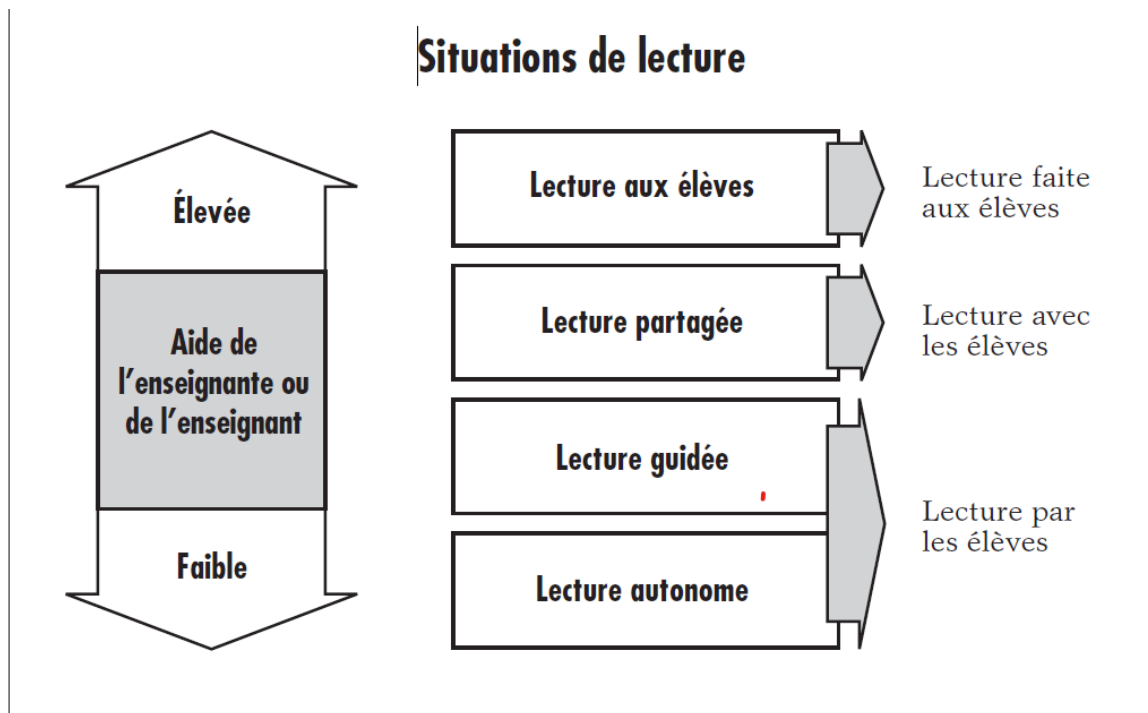 Situations de lecture
Élevée
Aide de
l'enseignante ou
de l'enseignant
Faible
Lecture aux élèves
Lecture faite
aux élèves
Lecture partagée
Lecture avec
les élèves
Lecture guidée
Lecture autonome
Lecture par
les élèves